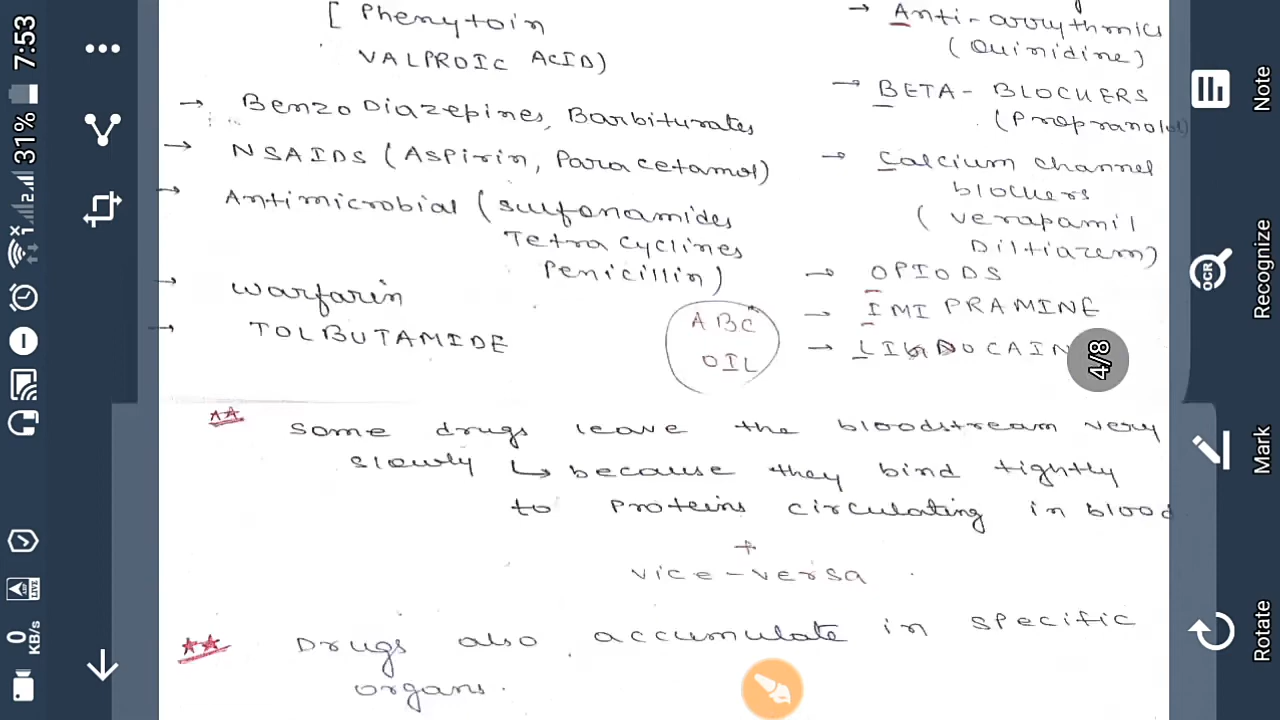 [ Phenytoin
VALPROIC ACID)
→ BenzoDiazepines, Barbiturates
→ NSAIDS (Aspirin, Paracetamol)
→ Antimicrobial (sulfonamides
Tetracyclines
Penicillin)
→ warfarin
→ TOLBUTAMIDE
→ Anti-arrythmics
(Quinidine)
→ BETA-BLOCKERS
(Propranolol)
→ Calcium channel
blockers
(verapamil
Diltiazem)
→ OPIODS
→ IMIPRAMINE
→ LIGNOCAIN
ABC
OIL
some drugs leave the bloodstream very
slowly ↳ because they bind tightly
to proteins circulating in blood
+
vice-versa
Drugs also accumulate in specific
organs.
7:53
31%
0
KB/s
4/8
Note
OCR
Recognize
Mark
Rotate